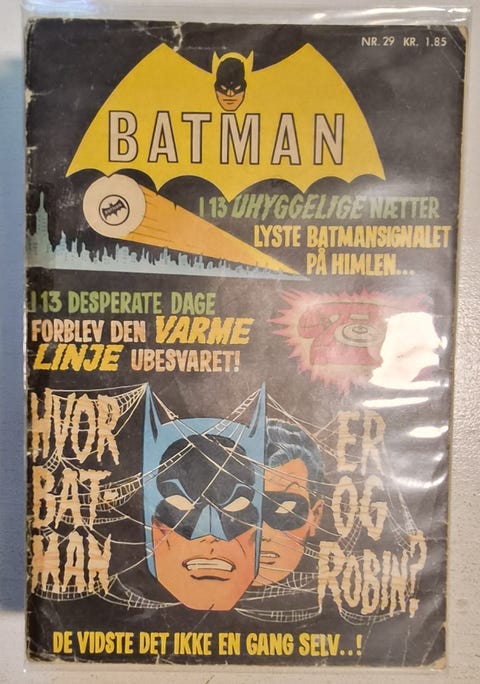 NR. 29 KR. 1.85
BATMAN
I 13 UHYGGELIGE NÆTTER
LYSTE BATMANSIGNALET
PÅ HIMLEN...
I 13 DESPERATE DAGE
FORBLEV DEN VARME
LINJE UBESVARET!
HVOR ER
BAT- OG
MAN ROBIN?
DE VIDSTE DET IKKE EN GANG SELV..!